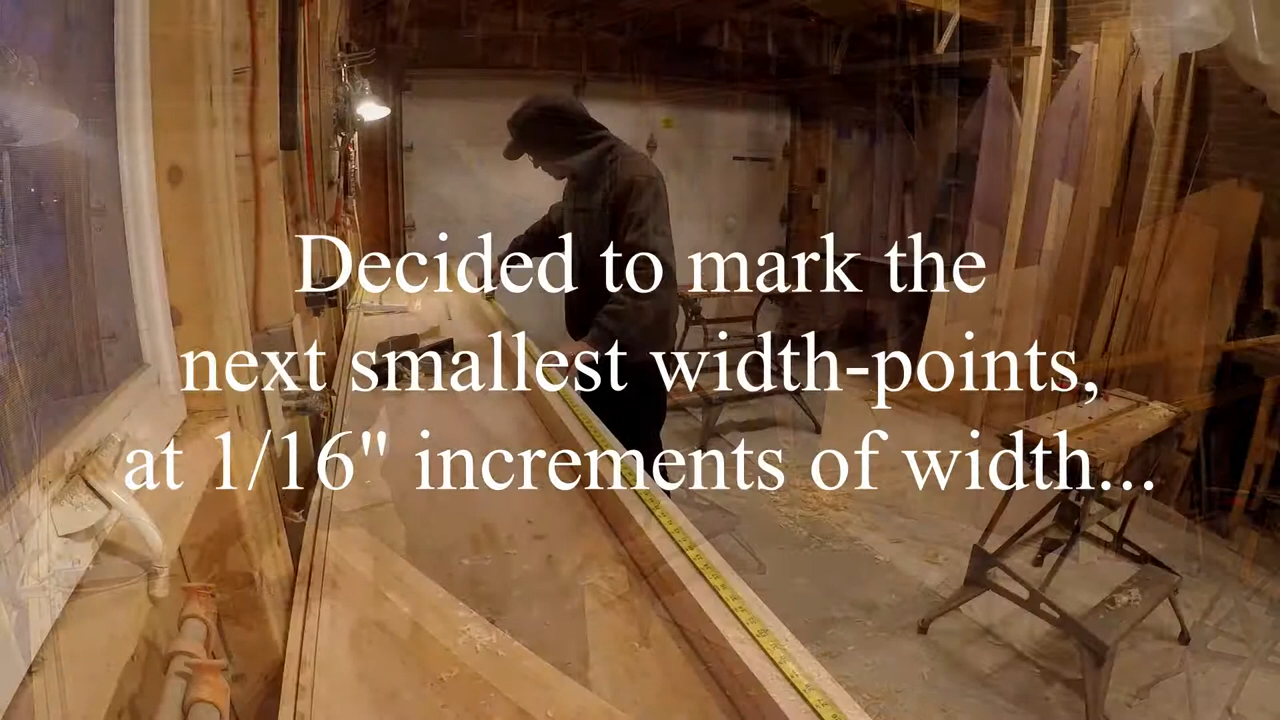 Decided to mark the
next smallest width-points,
at 1/16" increments of width...